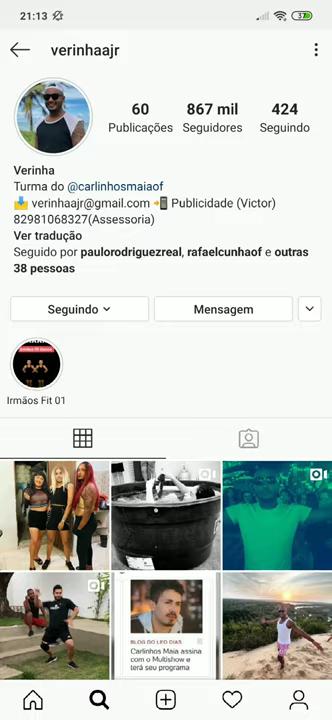 21:13
37
verinhaajr
60 867 mil 424
Publicações Seguidores Seguindo
Verinha
Turma do @carlinhosmaiaof
verinhaajr@gmail.com Publicidade (Victor)
82981068327(Assessoria)
Ver tradução
Seguido por paulorodriguezreal, rafaelcunhaof e outras
38 pessoas
Seguindo Mensagem
Irmãos Fit 01
BLOG DO LEO DIAS
Carlinhos Maia assina
com o Multishow e
terá seu programa